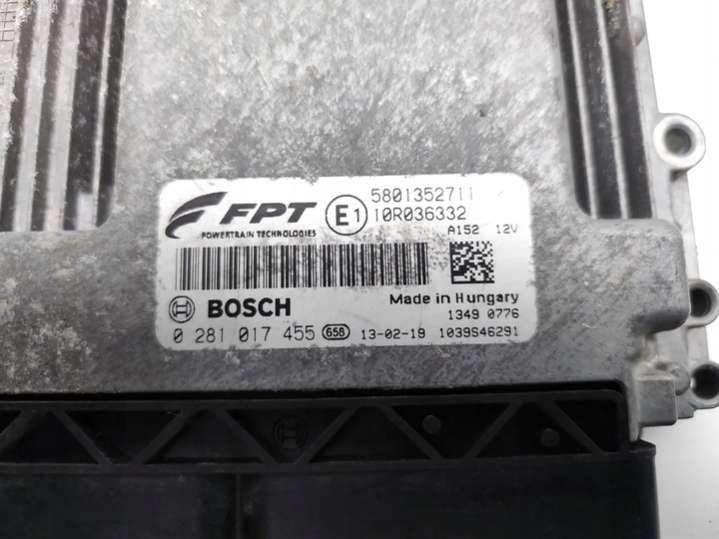 FPT
POWERTRAIN TECHNOLOGIES
E1
5801352711
10R036332
A152 12V
BOSCH
Made in Hungary
1349 0776
0 281 017 455 658 13-02-19 1039S46291